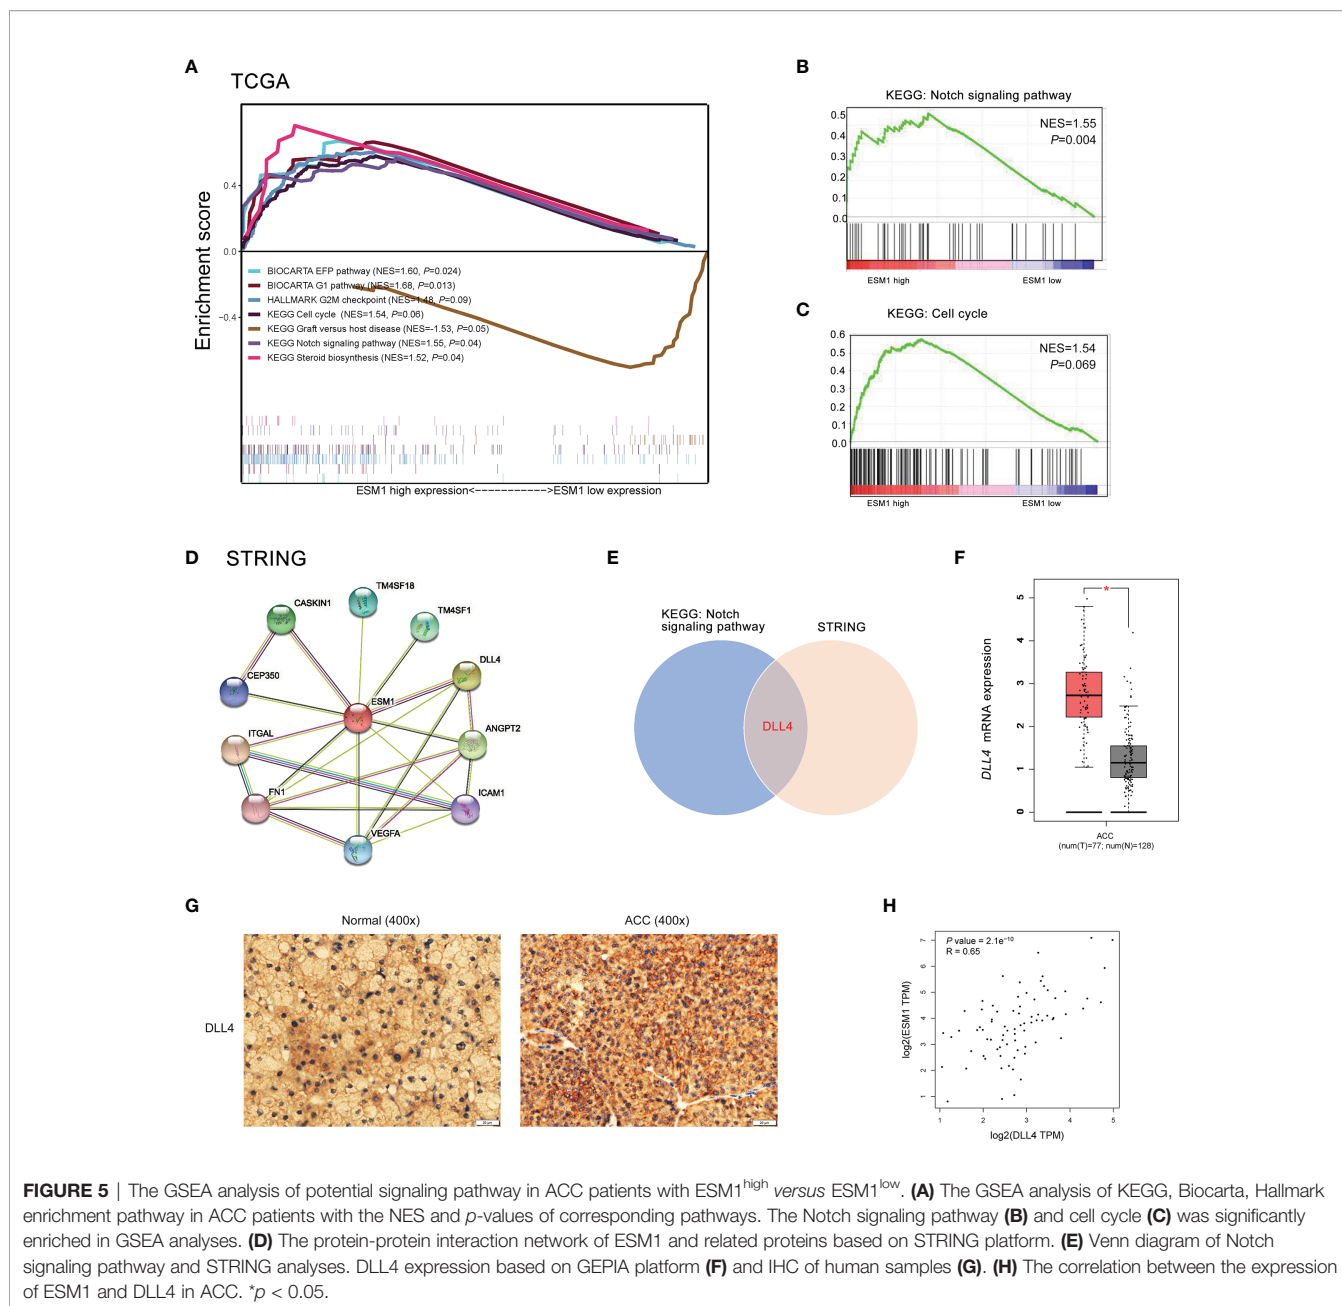 A
TCGA
Enrichment score
0.4
0.0
−0.4
BIOCARTA EFP pathway (NES=1.60, P=0.024)
BIOCARTA G1 pathway (NES=1.68, P=0.013)
HALLMARK G2M checkpoint (NES=1.48, P=0.09)
KEGG Cell cycle (NES=1.54, P=0.06)
KEGG Graft versus host disease (NES=-1.53, P=0.05)
KEGG Notch signaling pathway (NES=1.55, P=0.04)
KEGG Steroid biosynthesis (NES=1.52, P=0.04)
ESM1 high expression<------------>ESM1 low expression
B
KEGG: Notch signaling pathway
NES=1.55
P=0.004
0.5
0.4
0.3
0.2
0.1
0.0
ESM1 high
ESM1 low
C
KEGG: Cell cycle
NES=1.54
P=0.069
0.6
0.5
0.4
0.3
0.2
0.1
0.0
ESM1 high
ESM1 low
D
STRING
TM4SF18
CASKIN1
TM4SF1
DLL4
CEP350
ESM1
ANGPT2
ITGAL
FN1
ICAM1
VEGFA
E
KEGG: Notch
signaling pathway
STRING
DLL4
F
DLL4 mRNA expression
5
4
3
2
1
0
*
ACC
(num(T)=77; num(N)=128)
G
Normal (400x)
ACC (400x)
DLL4
20 μm
20 μm
H
P value = 2.1e−10
R = 0.65
log2(ESM1 TPM)
7
6
5
4
3
2
1
1
2
3
4
5
log2(DLL4 TPM)
FIGURE 5 | The GSEA analysis of potential signaling pathway in ACC patients with ESM1high versus ESM1low. (A) The GSEA analysis of KEGG, Biocarta, Hallmark
enrichment pathway in ACC patients with the NES and p-values of corresponding pathways. The Notch signaling pathway (B) and cell cycle (C) was significantly
enriched in GSEA analyses. (D) The protein-protein interaction network of ESM1 and related proteins based on STRING platform. (E) Venn diagram of Notch
signaling pathway and STRING analyses. DLL4 expression based on GEPIA platform (F) and IHC of human samples (G). (H) The correlation between the expression
of ESM1 and DLL4 in ACC. *p < 0.05.